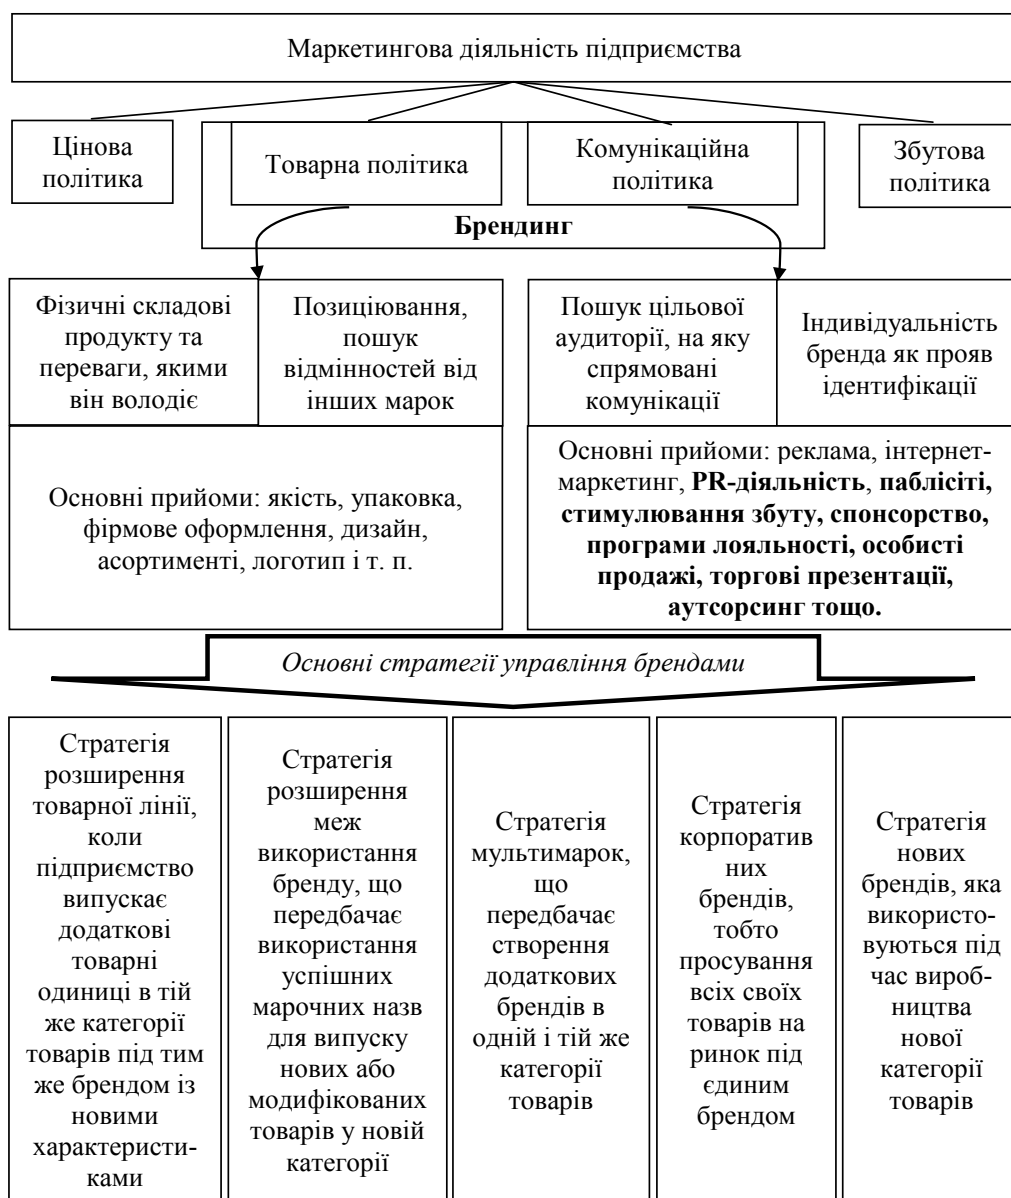 Маркетингова діяльність підприємства
Цінова
політика
Товарна політика
Комунікаційна
політика
Збутова
політика
Брендинг
Фізичні складові
продукту та
переваги, якими
він володіє
Позиціювання,
пошук
відмінностей від
інших марок
Пошук цільової
аудиторії, на яку
спрямовані
комунікації
Індивідуальність
бренда як прояв
ідентифікації
Основні прийоми: якість, упаковка,
фірмове оформлення, дизайн,
асортименті, логотип і т. п.
Основні прийоми: реклама, інтернет-
маркетинг, PR-діяльність, паблісіті,
стимулювання збуту, спонсорство,
програми лояльності, особисті
продажі, торгові презентації,
аутсорсинг тощо.
Основні стратегії управління брендами
Стратегія
розширення
товарної лінії,
коли
підприємство
випускає
додаткові
товарні
одиниці в тій
же категорії
товарів під тим
же брендом із
новими
характеристи-
ками
Стратегія
розширення
меж
використання
бренду, що
передбачає
використання
успішних
марочних назв
для випуску
нових або
модифікованих
товарів у новій
категорії
Стратегія
мультимарок,
що
передбачає
створення
додаткових
брендів в
одній і тій же
категорії
товарів
Стратегія
корпоратив
них
брендів,
тобто
просування
всіх своїх
товарів на
ринок під
єдиним
брендом
Стратегія
нових
брендів, яка
використо-
вуються під
час вироб-
ництва
нової
категорії
товарів